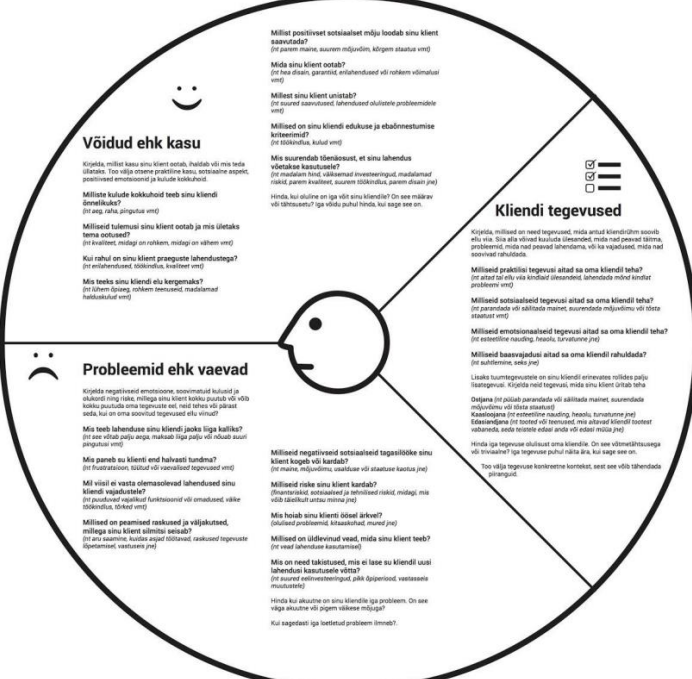 Võidud ehk kasu
Kirjelda, millist kasu sinu klient ootab, ihaldab või mis teda
üllataks. Too välja otsene praktiline kasu, sotsiaalne aspekt,
positiivsed emotsioonid ja kulude kokkuhoid.
Milliste kulude kokkuhoid teeb sinu kliendi
õnnelikuks?
(nt aeg, raha, pingutus vmt)
Milliseid tulemusi sinu klient ootab ja mis ületaks
tema ootused?
(nt kvaliteet, midagi on rohkem, midagi on vähem vmt)
Kui rahul on sinu klient praeguste lahendustega?
(nt erilahendused, töökindlus, kvaliteet vmt)
Mis teeks sinu kliendi elu kergemaks?
(nt lühem õpiaeg, rohkem teenuseid, madalamad
halduskulud vmt)
Millist positiivset sotsiaalset mõju loodab sinu klient
saavutada?
(nt parem maine, suurem mõjuvõim, kõrgem staatus vmt)
Mida sinu klient ootab?
(nt hea disain, garantiid, erilahendused või rohkem võimalusi
vmt)
Millest sinu klient unistab?
(nt suured saavutused, lahendused olulistele probleemidele
vmt)
Millised on sinu kliendi edukuse ja ebaõnnestumise
kriteerimid?
(nt töökindlus, kulud vmt)
Mis suurendab tõenäosust, et sinu lahendus
võetakse kasutusele?
(nt madalam hind, väiksemad investeeringud, madalamad
riskid, parem kvaliteet, suurem töökindlus, parem disain jne)
Hinda, kui oluline on iga võit sinu kliendile? On see määrav
või tähtsusetu? iga võidu puhul hinda, kui sage see on.
Kliendi tegevused
Kirjelda, millised on need tegevused, mida antud kliendirühm soovib
ellu viia. Siia alla võivad kuuluda ülesanded, mida nad peavad täitma,
probleemid, mida nad peavad lahendama, või ka vajadused, mida nad
soovivad rahuldada.
Milliseid praktilisi tegevusi aitad sa oma kliendil teha?
(nt aitad tal ellu viia kindlaid ülesandeid, lahendada mõnd kindlat
probleemi vmt)
Milliseid sotsiaalseid tegevusi aitad sa oma kliendil teha?
(nt parandada või säilitada mainet, suurendada mõjuvõimu või tõsta
staatust vmt)
Milliseid emotsionaalseid tegevusi aitad sa oma kliendil teha?
(nt esteetiline nauding, heaolu, turvatunne jne)
Milliseid baasvajadusi aitad sa oma kliendil rahuldada?
(nt suhtlemine, seks jne)
Lisaks tuumtegevustele on sinu kliendil erinevates rollides palju
lisategevusi. Kirjelda neid tegevusi, mida sinu klient üritab teha
Ostjana (nt püüab parandada või säilitada mainet, suurendada
mõjuvõimu või tõsta staatust)
Kaasloojana (nt esteetiline nauding, heaolu, turvatunne jne)
Edasiandjana (nt tooted või teenused, mis aitavad kliendil tootest
vabaneda, seda teistele edasi anda või edasi müüa jne)
Hinda iga tegevuse olulisust oma kliendile. On see võtmetähtsusega
või triviaalne? Iga tegevuse puhul näita ära, kui sage see on.
Too välja tegevuse konkreetne kontekst, sest see võib tähendada
piiranguid.
Probleemid ehk vaevad
Kirjelda negatiivseid emotsioone, soovimatuid kulusid ja
olukordi ning riske, millega sinu klient kokku puutub või võib
kokku puutuda oma tegevuste eel, neid tehes või pärast
seda, kui on oma soovitud tegevused ellu viinud?
Mis teeb lahenduse sinu kliendi jaoks liiga kalliks?
(nt see võtab palju aega, maksab liiga palju või nõuab suuri
pingutusi vmt)
Mis paneb su klienti end halvasti tundma?
(nt frustratsioon, tüütud või vaevalised tegevused vmt)
Mil viisil ei vasta olemasolevad lahendused sinu
kliendi vajadustele?
(nt puuduvad vajalikud funktsioonid või omadused, väike
töökindlus, tõrked vmt)
Millised on peamised raskused ja väljakutsed,
millega sinu klient silmitsi seisab?
(nt aru saamine, kuidas asjad töötavad, raskused tegevuste
lõpetamisel, vastuseis jne)
Milliseid negatiivseid sotsiaalseid tagasilööke sinu
klient kogeb või kardab?
(nt maine, mõjuvõimu, usalduse või staatuse kaotus jne)
Milliseid riske sinu klient kardab?
(finantsriskid, sotsiaalsed ja tehnilised riskid, midagi, mis
võib täielikult untsu minna jne)
Mis hoiab sinu klienti öösel ärkvel?
(olulised probleemid, kitsaskohad, mured jne)
Millised on üldlevinud vead, mida sinu klient teeb?
(nt vead lahenduse kasutamisel)
Mis on need takistused, mis ei lase su kliendil uusi
lahendusi kasutusele võtta?
(nt suured eelinvesteeringud, pikk õpiperiood, vastasseis
muutustele)
Hinda kui akuutne on sinu kliendile iga probleem. On see
väga akuutne või pigem väikese mõjuga?
Kui sagedasti iga loetletud probleem ilmneb?.